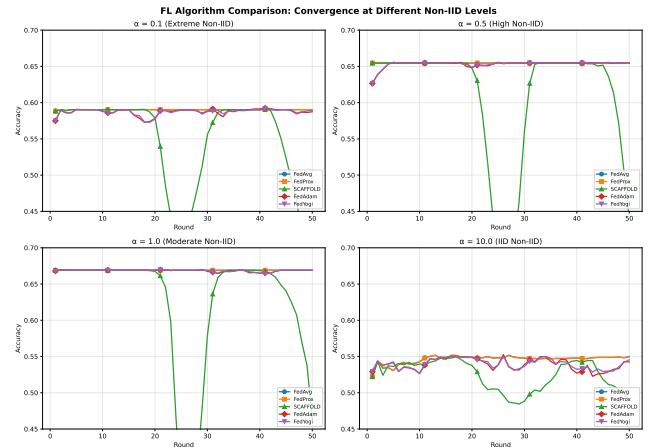 FL Algorithm Comparison: Convergence at Different Non-IID Levels
α = 0.1 (Extreme Non-IID)
0.70
0.65
0.60
0.55
0.50
0.45
Accuracy
0
10
20
30
40
50
Round
FedAvg
FedProx
SCAFFOLD
FedAdam
FedYogi
α = 0.5 (High Non-IID)
0.70
0.65
0.60
0.55
0.50
0.45
Accuracy
0
10
20
30
40
50
Round
FedAvg
FedProx
SCAFFOLD
FedAdam
FedYogi
α = 1.0 (Moderate Non-IID)
0.70
0.65
0.60
0.55
0.50
0.45
Accuracy
0
10
20
30
40
50
Round
FedAvg
FedProx
SCAFFOLD
FedAdam
FedYogi
α = 10.0 (IID Non-IID)
0.70
0.65
0.60
0.55
0.50
0.45
Accuracy
0
10
20
30
40
50
Round
FedAvg
FedProx
SCAFFOLD
FedAdam
FedYogi